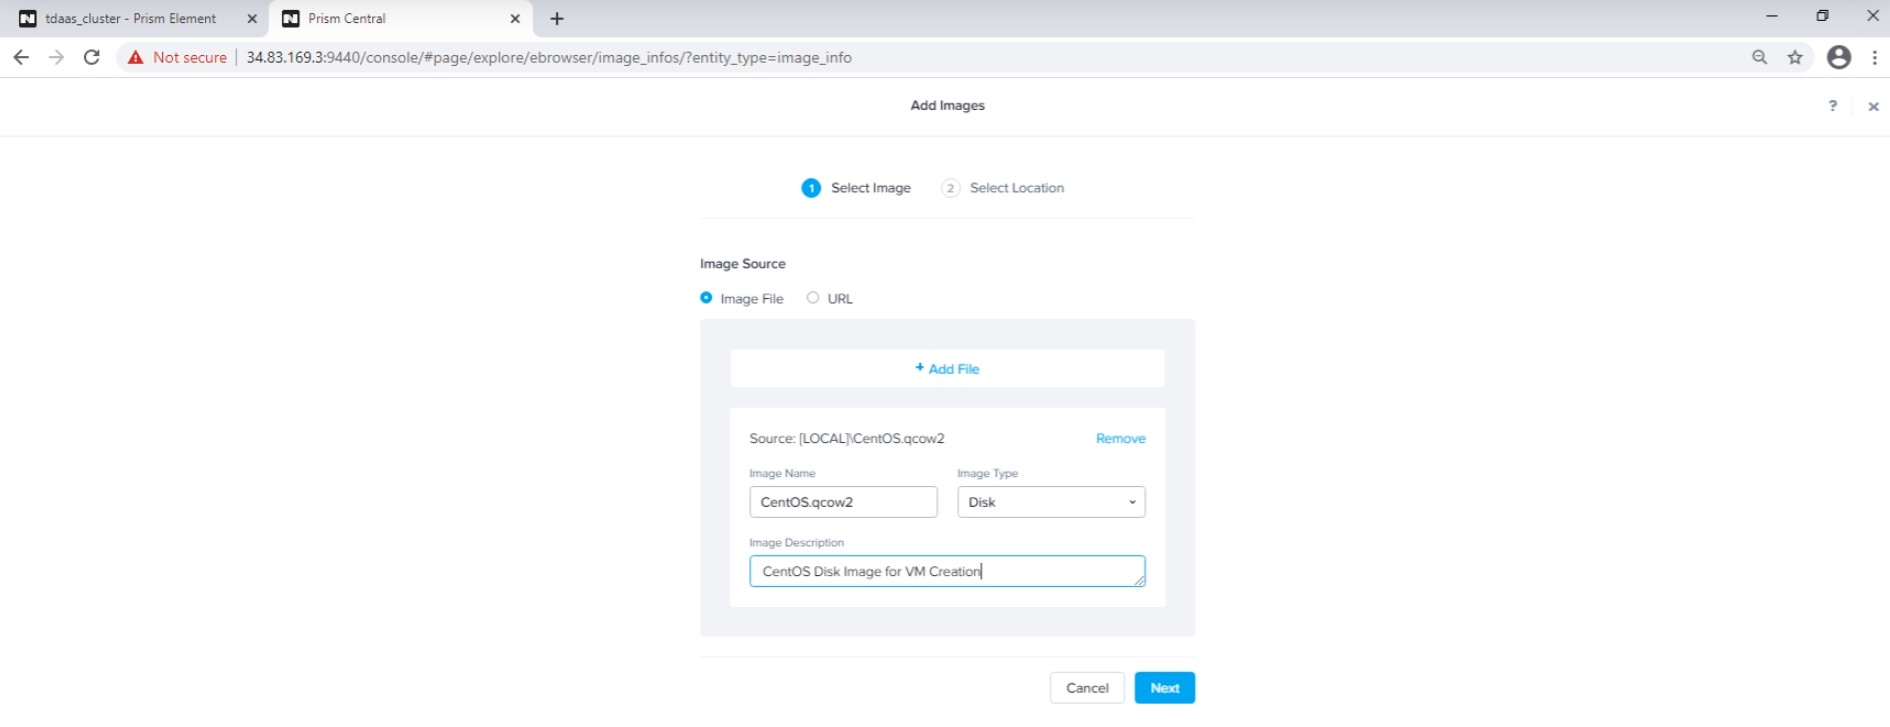 tdaas_cluster - Prism Element
Prism Central
Not secure 34.83.169.3:9440/console/#page/explore/ebrowser/image_infos/?entity_type=image_info
Add Images
?
1 Select Image 2 Select Location
Image Source
Image File URL
+ Add File
Source: [LOCAL]\CentOS.qcow2 Remove
Image Name Image Type
CentOS.qcow2 Disk
Image Description
CentOS Disk Image for VM Creation
Cancel Next